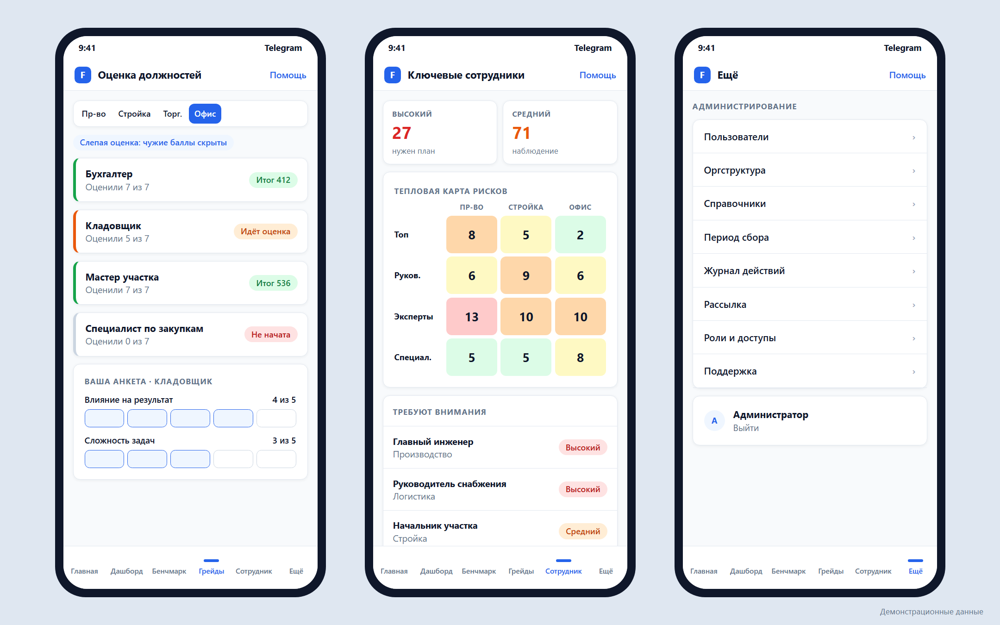 9:41 Telegram
F Оценка должностей Помощь
Пр-во Стройка Торг. Офис
Слепая оценка: чужие баллы скрыты
Бухгалтер
Оценили 7 из 7
Итог 412
Кладовщик
Оценили 5 из 7
Идёт оценка
Мастер участка
Оценили 7 из 7
Итог 536
Специалист по закупкам
Оценили 0 из 7
Не начата
ВАША АНКЕТА · КЛАДОВЩИК
Влияние на результат 4 из 5
Сложность задач 3 из 5
Главная Дашборд Бенчмарк Грейды Сотрудник Ещё
9:41 Telegram
F Ключевые сотрудники Помощь
ВЫСОКИЙ
27
нужен план
СРЕДНИЙ
71
наблюдение
ТЕПЛОВАЯ КАРТА РИСКОВ
ПР-ВО СТРОЙКА ОФИС
Топ 8 5 2
Руков. 6 9 6
Эксперты 13 10 10
Специал. 5 5 8
ТРЕБУЮТ ВНИМАНИЯ
Главный инженер
Производство
Высокий
Руководитель снабжения
Логистика
Высокий
Начальник участка
Стройка
Средний
Главная Дашборд Бенчмарк Грейды Сотрудник Ещё
9:41 Telegram
F Ещё Помощь
АДМИНИСТРИРОВАНИЕ
Пользователи ›
Оргструктура ›
Справочники ›
Период сбора ›
Журнал действий ›
Рассылка ›
Роли и доступы ›
Поддержка ›
А Администратор
Выйти
Главная Дашборд Бенчмарк Грейды Сотрудник Ещё
Демонстрационные данные